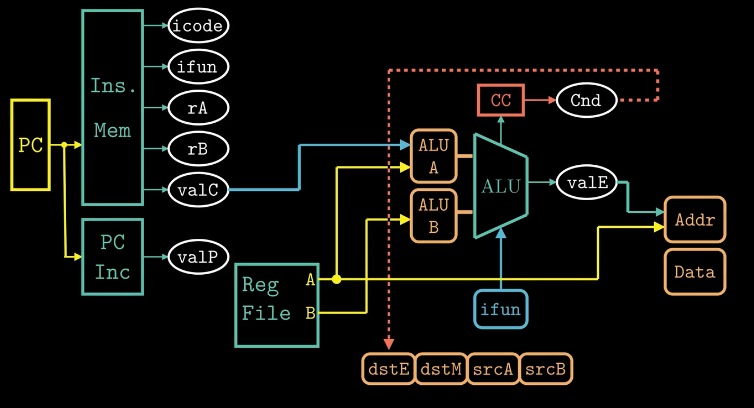 icode
ifun
rA
rB
valC
Ins.
Mem
PC
PC
Inc
valP
Reg
File
A
B
ALU
A
ALU
B
CC
Cnd
ALU
valE
ifun
Addr
Data
dstE dstM srcA srcB